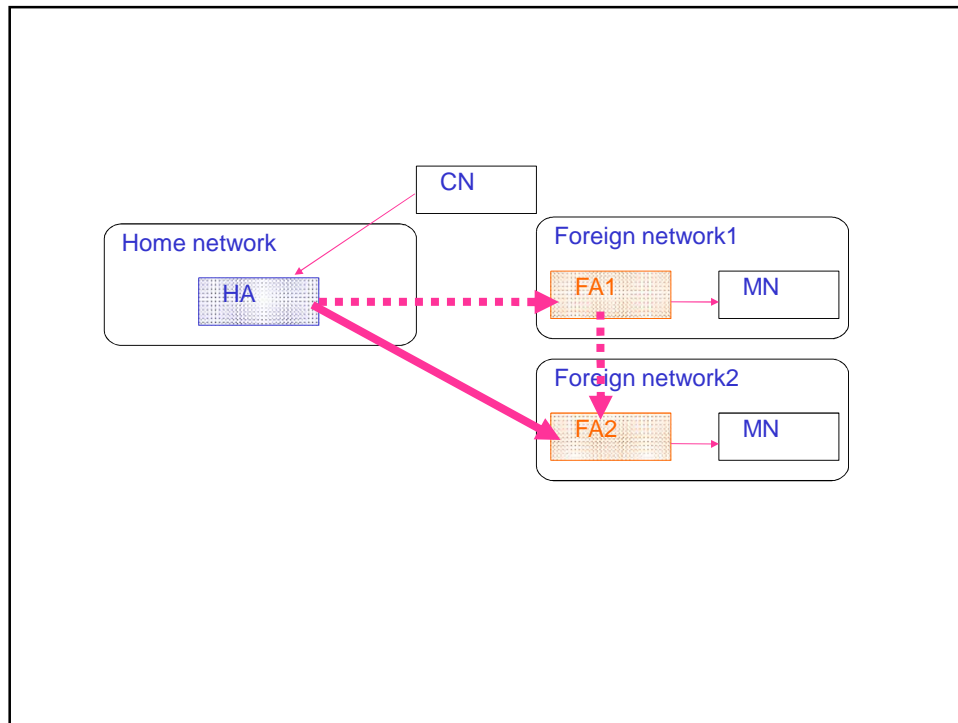 CN
Home network
HA
Foreign network1
FA1
MN
Foreign network2
FA2
MN